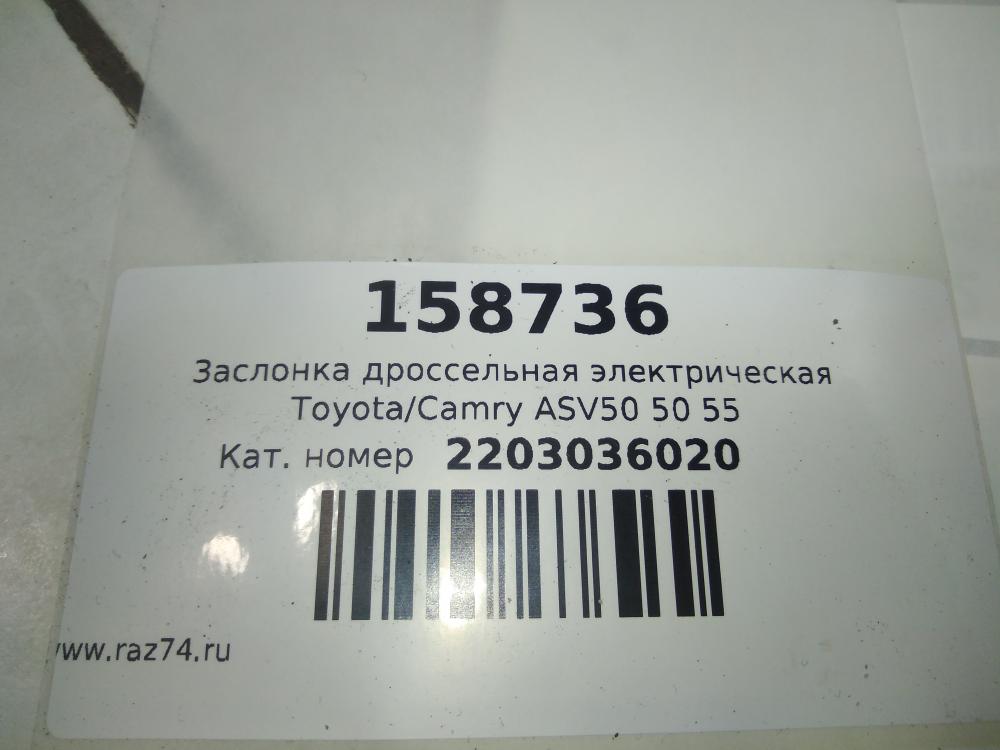 158736
Заслонка дроссельная электрическая
Toyota/Camry ASV50 50 55
Кат. номер 2203036020
www.raz74.ru